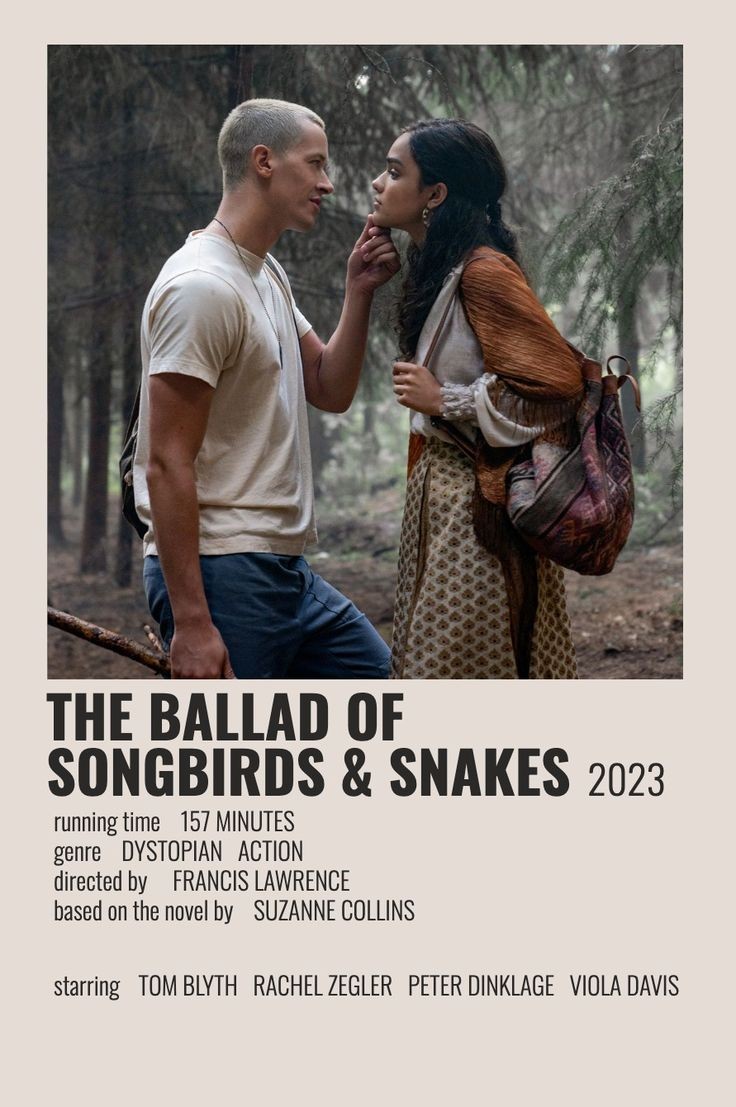 THE BALLAD OF
SONGBIRDS & SNAKES 2023
running time 157 MINUTES
genre DYSTOPIAN ACTION
directed by FRANCIS LAWRENCE
based on the novel by SUZANNE COLLINS
starring TOM BLYTH RACHEL ZEGLER PETER DINKLAGE VIOLA DAVIS